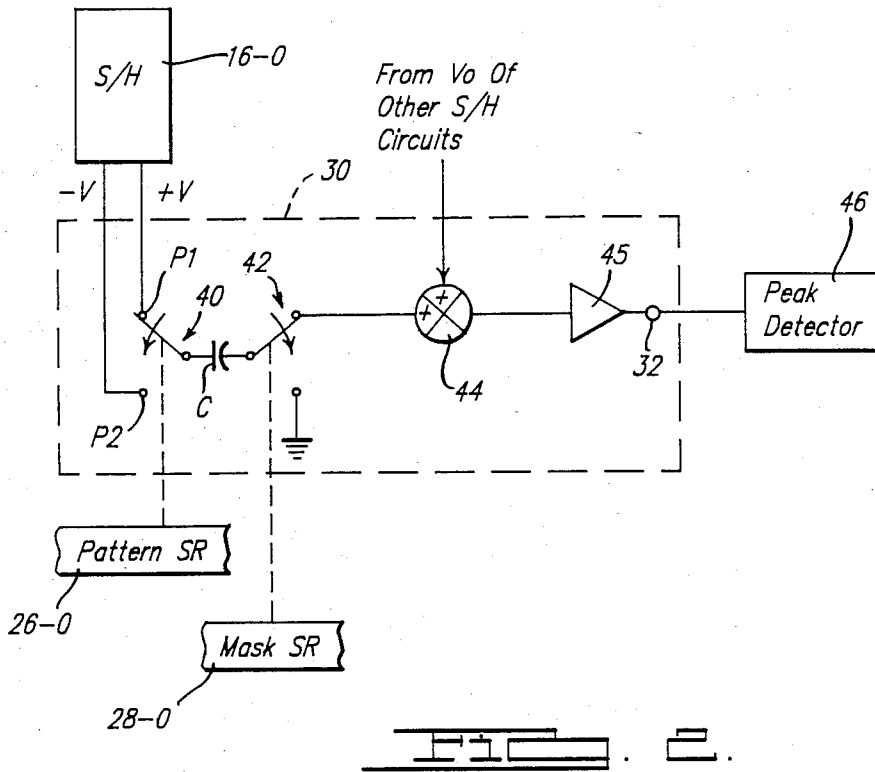 S/H
16-0
From Vo Of
Other S/H
Circuits
-V
+V
30
46
P1
42
45
40
+
+
Peak
Detector
C
44
32
P2
Pattern SR
26-0
Mask SR
28-0